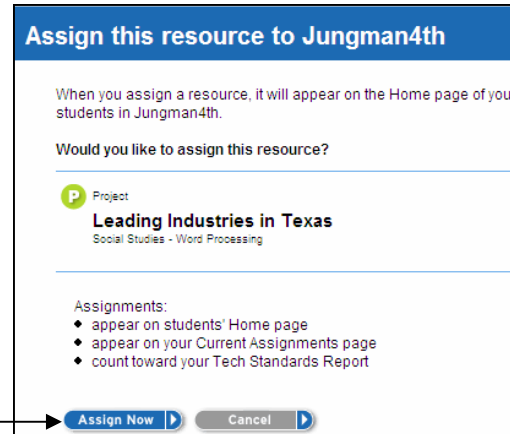 Assign this resource to Jungman4th
When you assign a resource, it will appear on the Home page of you
students in Jungman4th.
Would you like to assign this resource?
P Project
Leading Industries in Texas
Social Studies - Word Processing
Assignments:
• appear on students' Home page
• appear on your Current Assignments page
• count toward your Tech Standards Report
Assign Now Cancel